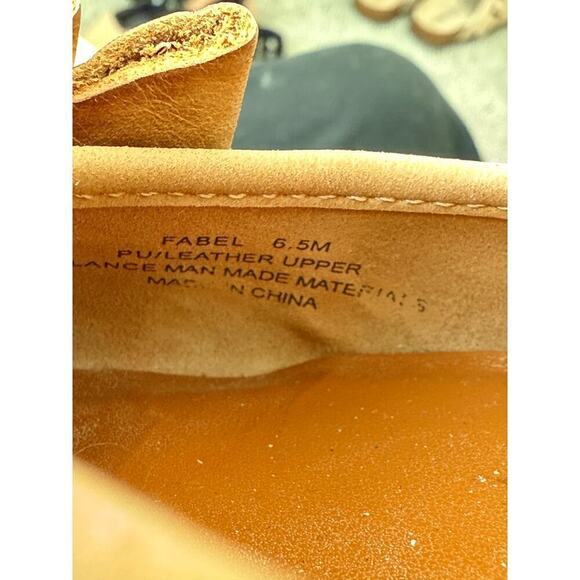 FABEL 6.5M
PU/LEATHER UPPER
LANCE MAN MADE MATERIALS
MADE IN CHINA